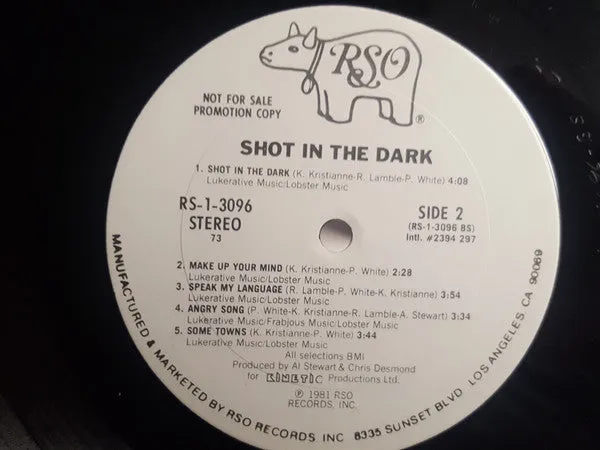 RSO
®
NOT FOR SALE
PROMOTION COPY
SHOT IN THE DARK
1. SHOT IN THE DARK (K. Kristianne-R. Lamble-P. White) 4:08
Lukerative Music/Lobster Music
RS-1-3096
STEREO
73
SIDE 2
(RS-1-3096 BS)
Intl. #2394 297
2. MAKE UP YOUR MIND (K. Kristianne-P. White) 2:28
Lukerative Music/Lobster Music
3. SPEAK MY LANGUAGE (R. Lamble-P. White-K. Kristianne) 3:54
Lukerative Music/Lobster Music
4. ANGRY SONG (P. White-K. Kristianne-R. Lamble-A. Stewart) 3:34
Lukerative Music/Frabjous Music/Lobster Music
5. SOME TOWNS (K. Kristianne-P. White) 3:44
Lukerative Music/Lobster Music
All selections BMI
Produced by Al Stewart & Chris Desmond
for KINETIC Productions Ltd.
℗ 1981 RSO
RECORDS, INC.
MANUFACTURED & MARKETED BY RSO RECORDS INC 8335 SUNSET BLVD LOS ANGELES, CA 90069